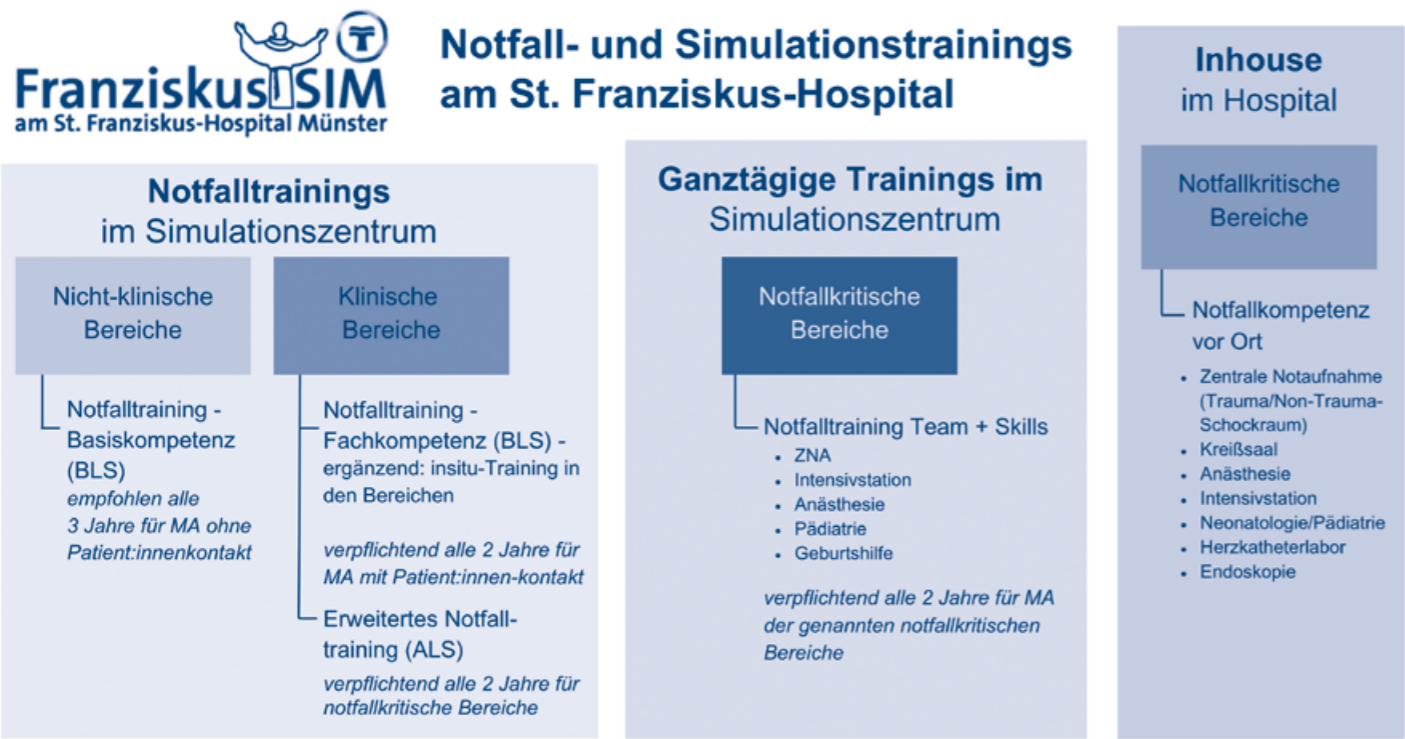 FranziskusSIM
am St. Franziskus-Hospital Münster
Notfall- und Simulationstrainings
am St. Franziskus-Hospital
Notfalltrainings
im Simulationszentrum
Nicht-klinische
Bereiche
Notfalltraining -
Basiskompetenz
(BLS)
empfohlen alle
3 Jahre für MA ohne
Patient:innenkontakt
Klinische
Bereiche
Notfalltraining -
Fachkompetenz (BLS) -
ergänzend: insitu-Training in
den Bereichen
verpflichtend alle 2 Jahre für
MA mit Patient:innen-kontakt
Erweitertes Notfall-
training (ALS)
verpflichtend alle 2 Jahre für
notfallkritische Bereiche
Ganztägige Trainings im
Simulationszentrum
Notfallkritische
Bereiche
Notfalltraining Team + Skills
• ZNA
• Intensivstation
• Anästhesie
• Pädiatrie
• Geburtshilfe
verpflichtend alle 2 Jahre für MA
der genannten notfallkritischen
Bereiche
Inhouse
im Hospital
Notfallkritische
Bereiche
Notfallkompetenz
vor Ort
• Zentrale Notaufnahme
(Trauma/Non-Trauma-
Schockraum)
• Kreißsaal
• Anästhesie
• Intensivstation
• Neonatologie/Pädiatrie
• Herzkatheterlabor
• Endoskopie